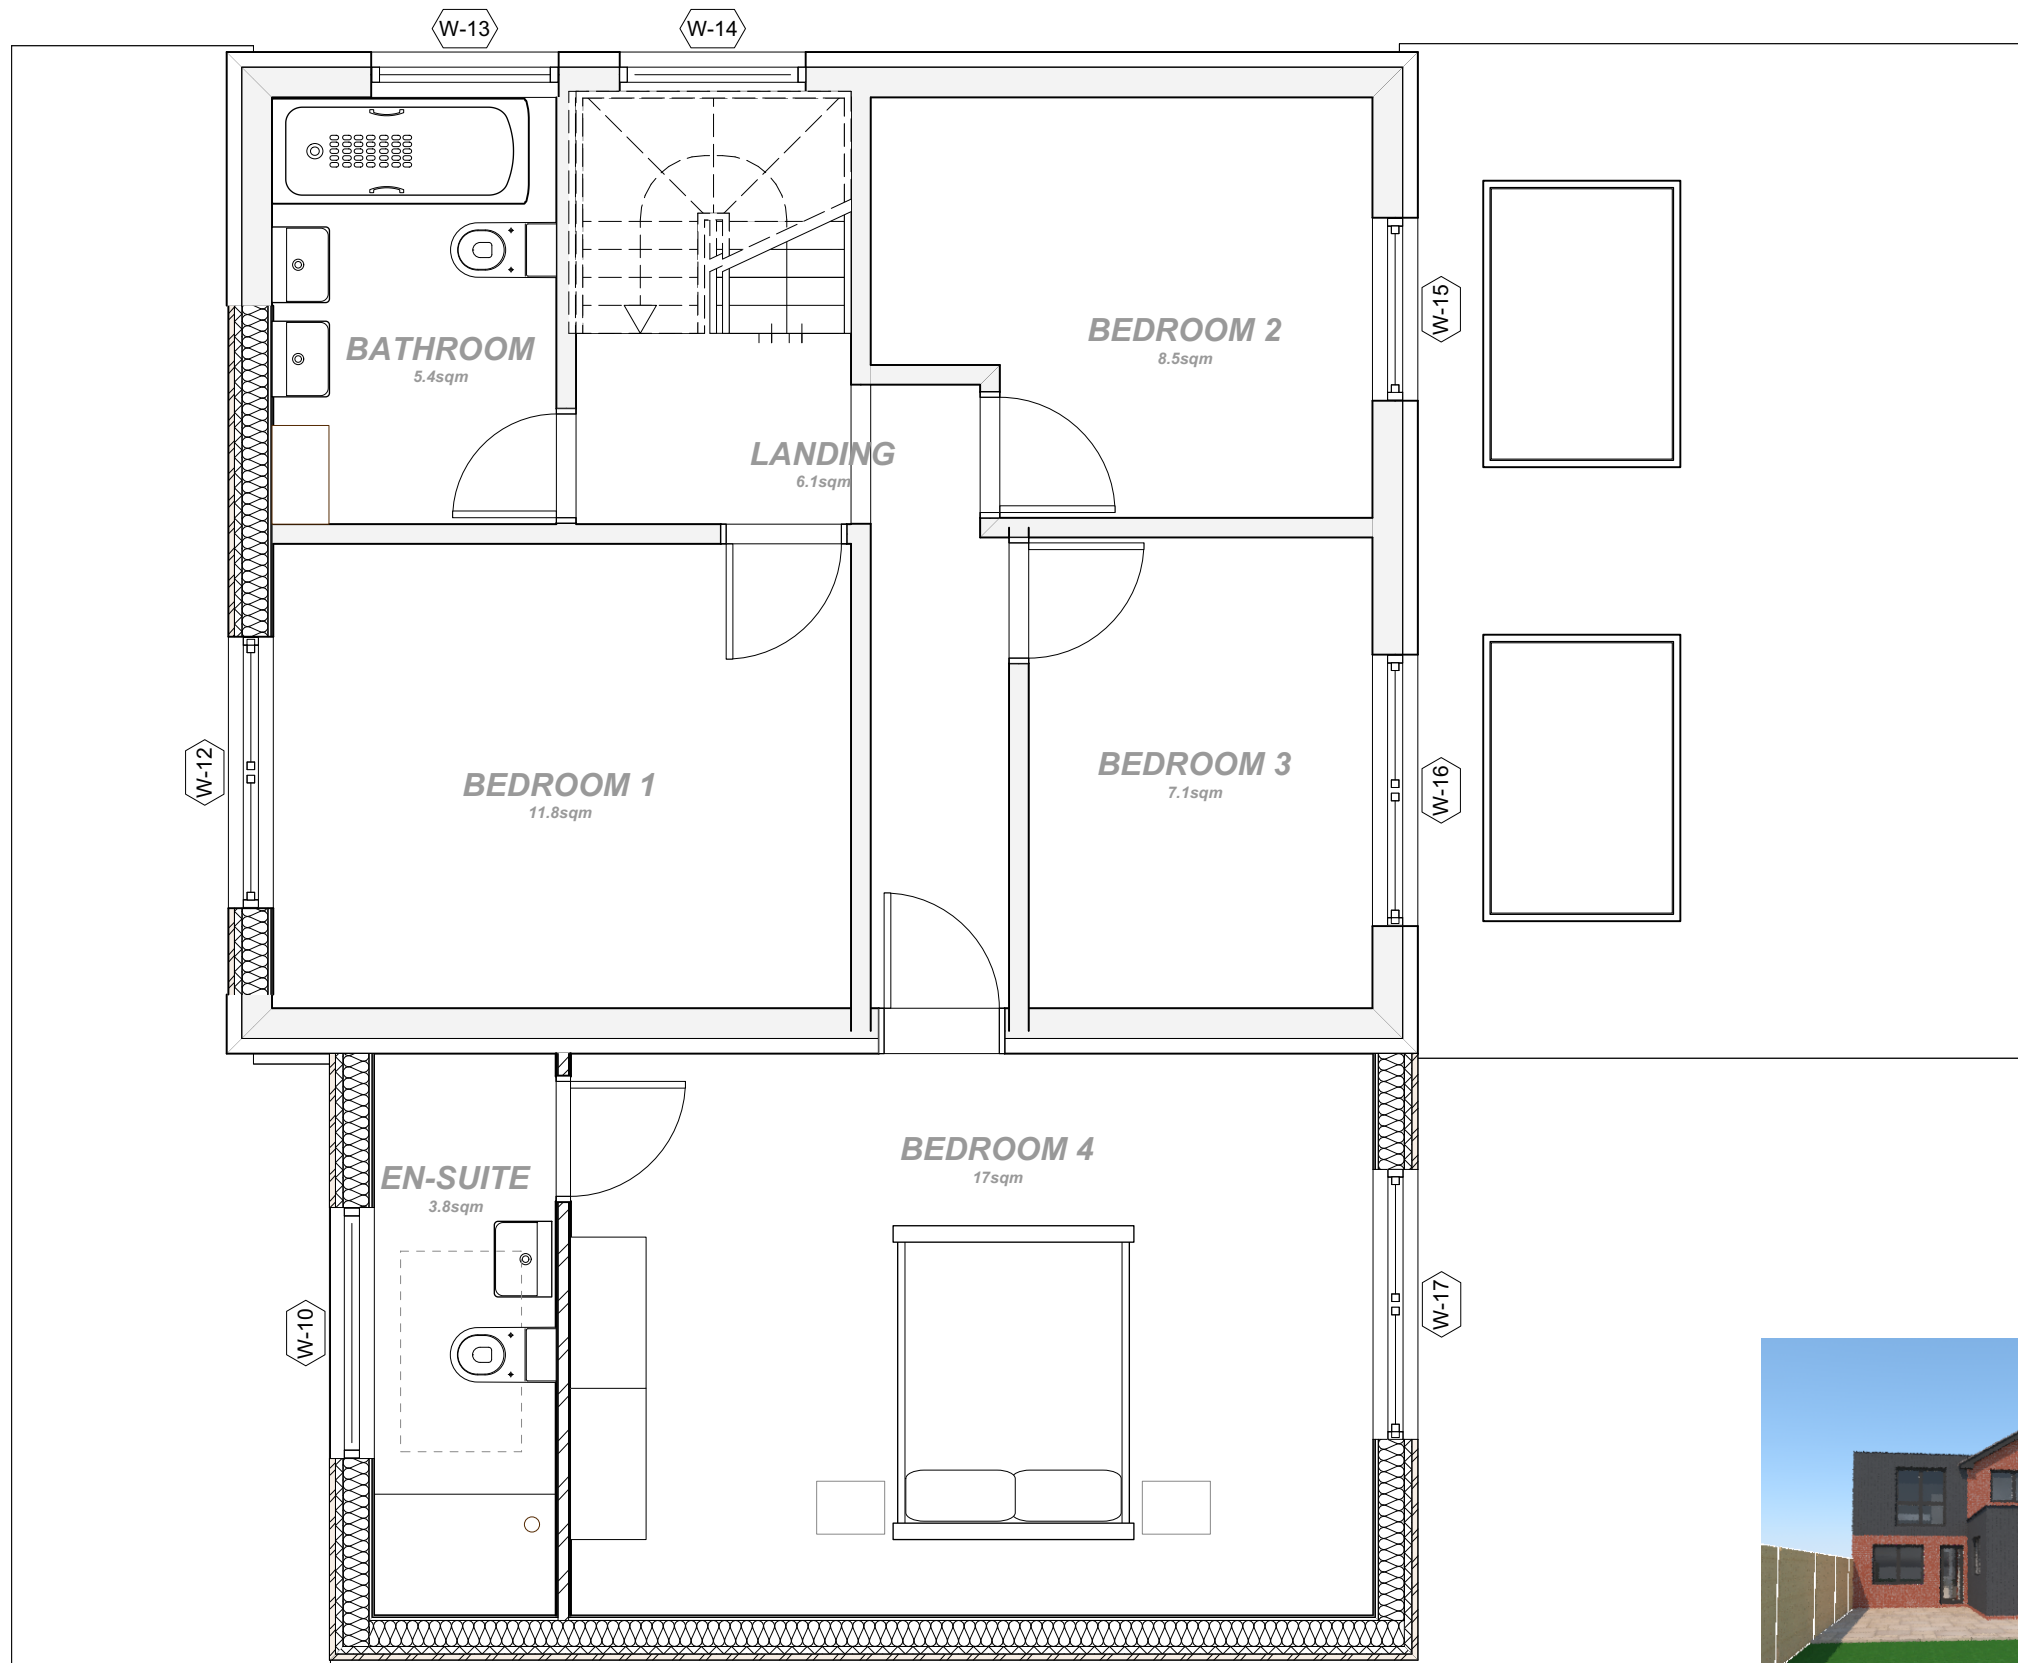 W-13
W-14
BATHROOM
5.4sqm
BEDROOM 2
8.5sqm
W-15
LANDING
6.1sqm
W-12
BEDROOM 1
11.8sqm
BEDROOM 3
7.1sqm
W-16
EN-SUITE
3.8sqm
BEDROOM 4
17sqm
W-10
W-17